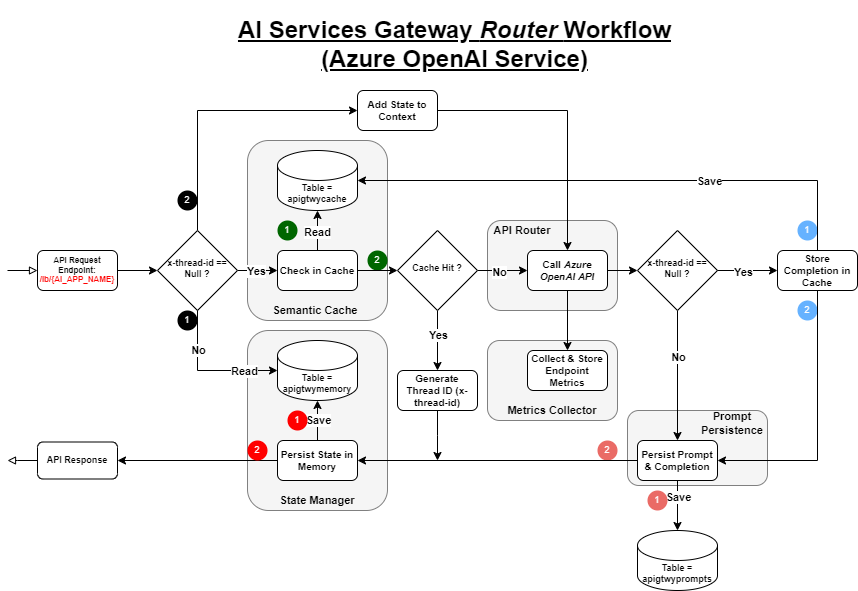 AI Services Gateway Router Workflow
(Azure OpenAI Service)
Add State to
Context
2
Table =
apigtwycache
Save
1
Read
API Router
1
API Request
Endpoint:
/lb/{AI_APP_NAME}
x-thread-id ==
Null ?
Yes
Check in Cache
2
Cache Hit ?
No
Call Azure
OpenAI API
x-thread-id ==
Null ?
Yes
Store
Completion in
Cache
Semantic Cache
1
2
No
Read
Table =
apigtwymemory
Yes
Collect & Store
Endpoint
Metrics
No
Generate
Thread ID (x-
thread-id)
Metrics Collector
1
Save
Prompt
Persistence
API Response
2
Persist State in
Memory
2
Persist Prompt
& Completion
State Manager
1
Save
Table =
apigtwyprompts